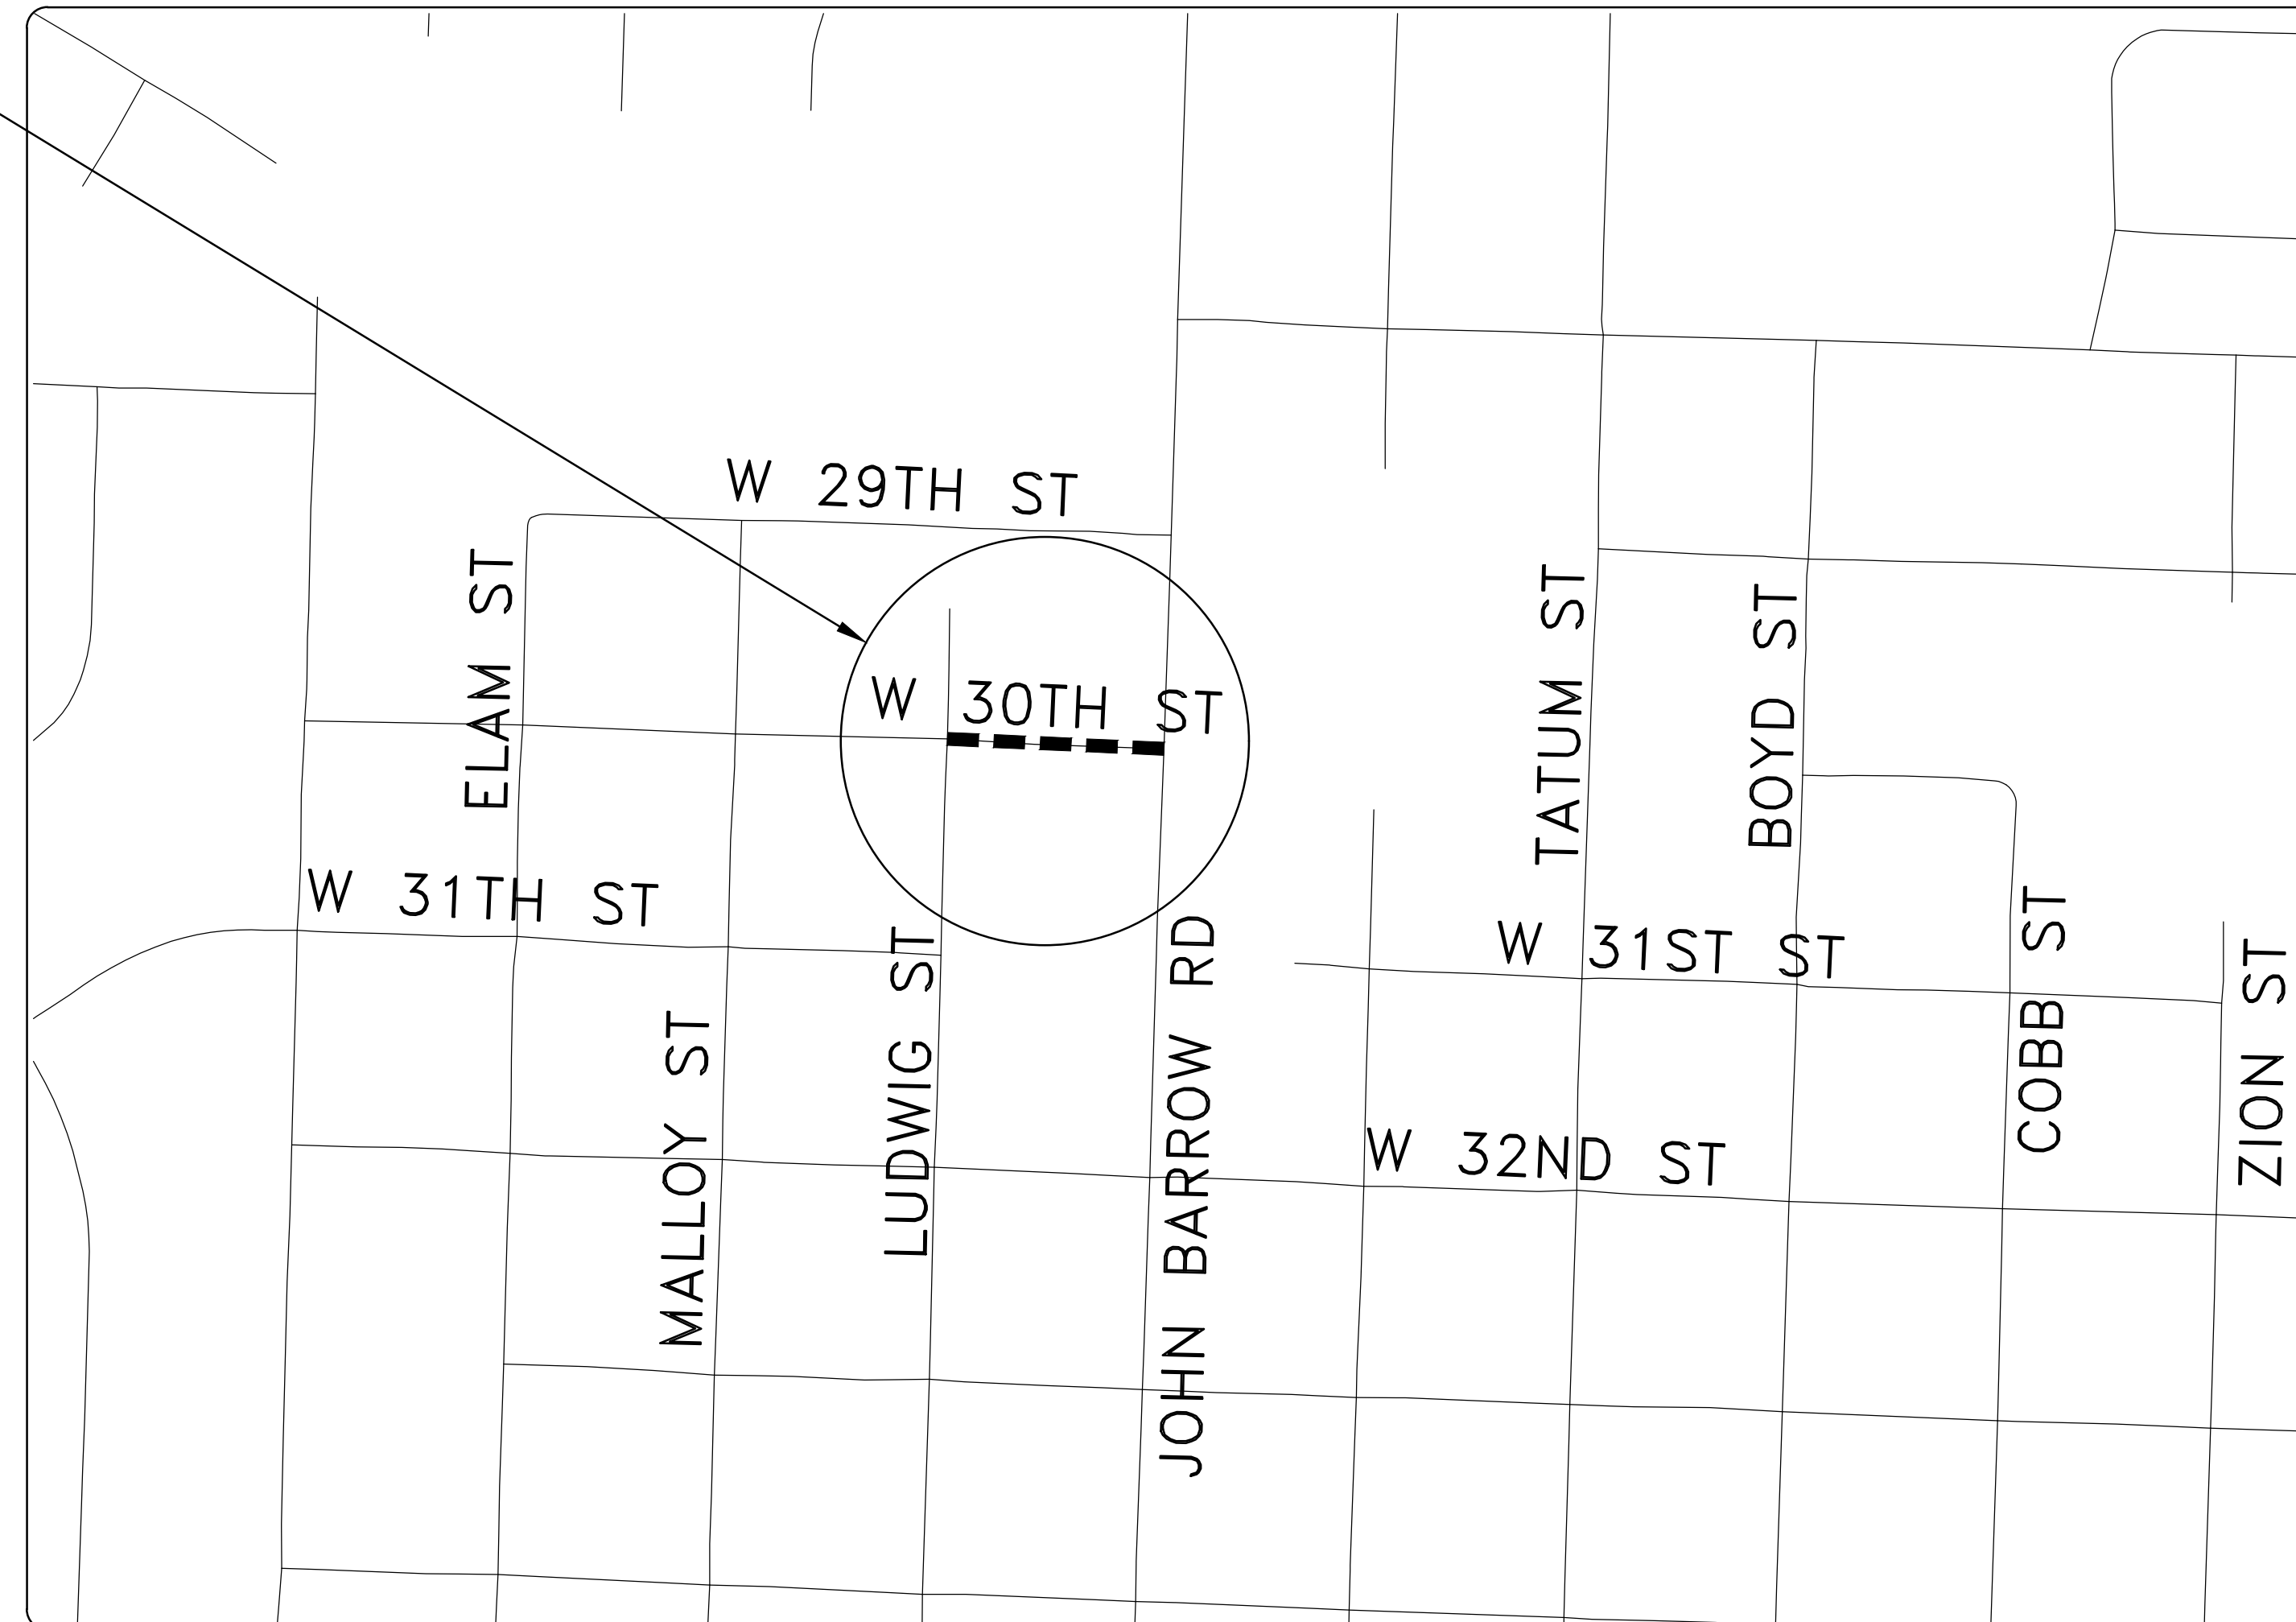 W 29TH ST
ELAM ST
W 30TH ST
TATUM ST
BOYD ST
W 31TH ST
MALLOY ST
LUDWIG ST
JOHN BARROW RD
W 31ST ST
COBB ST
ZION ST
W 32ND ST